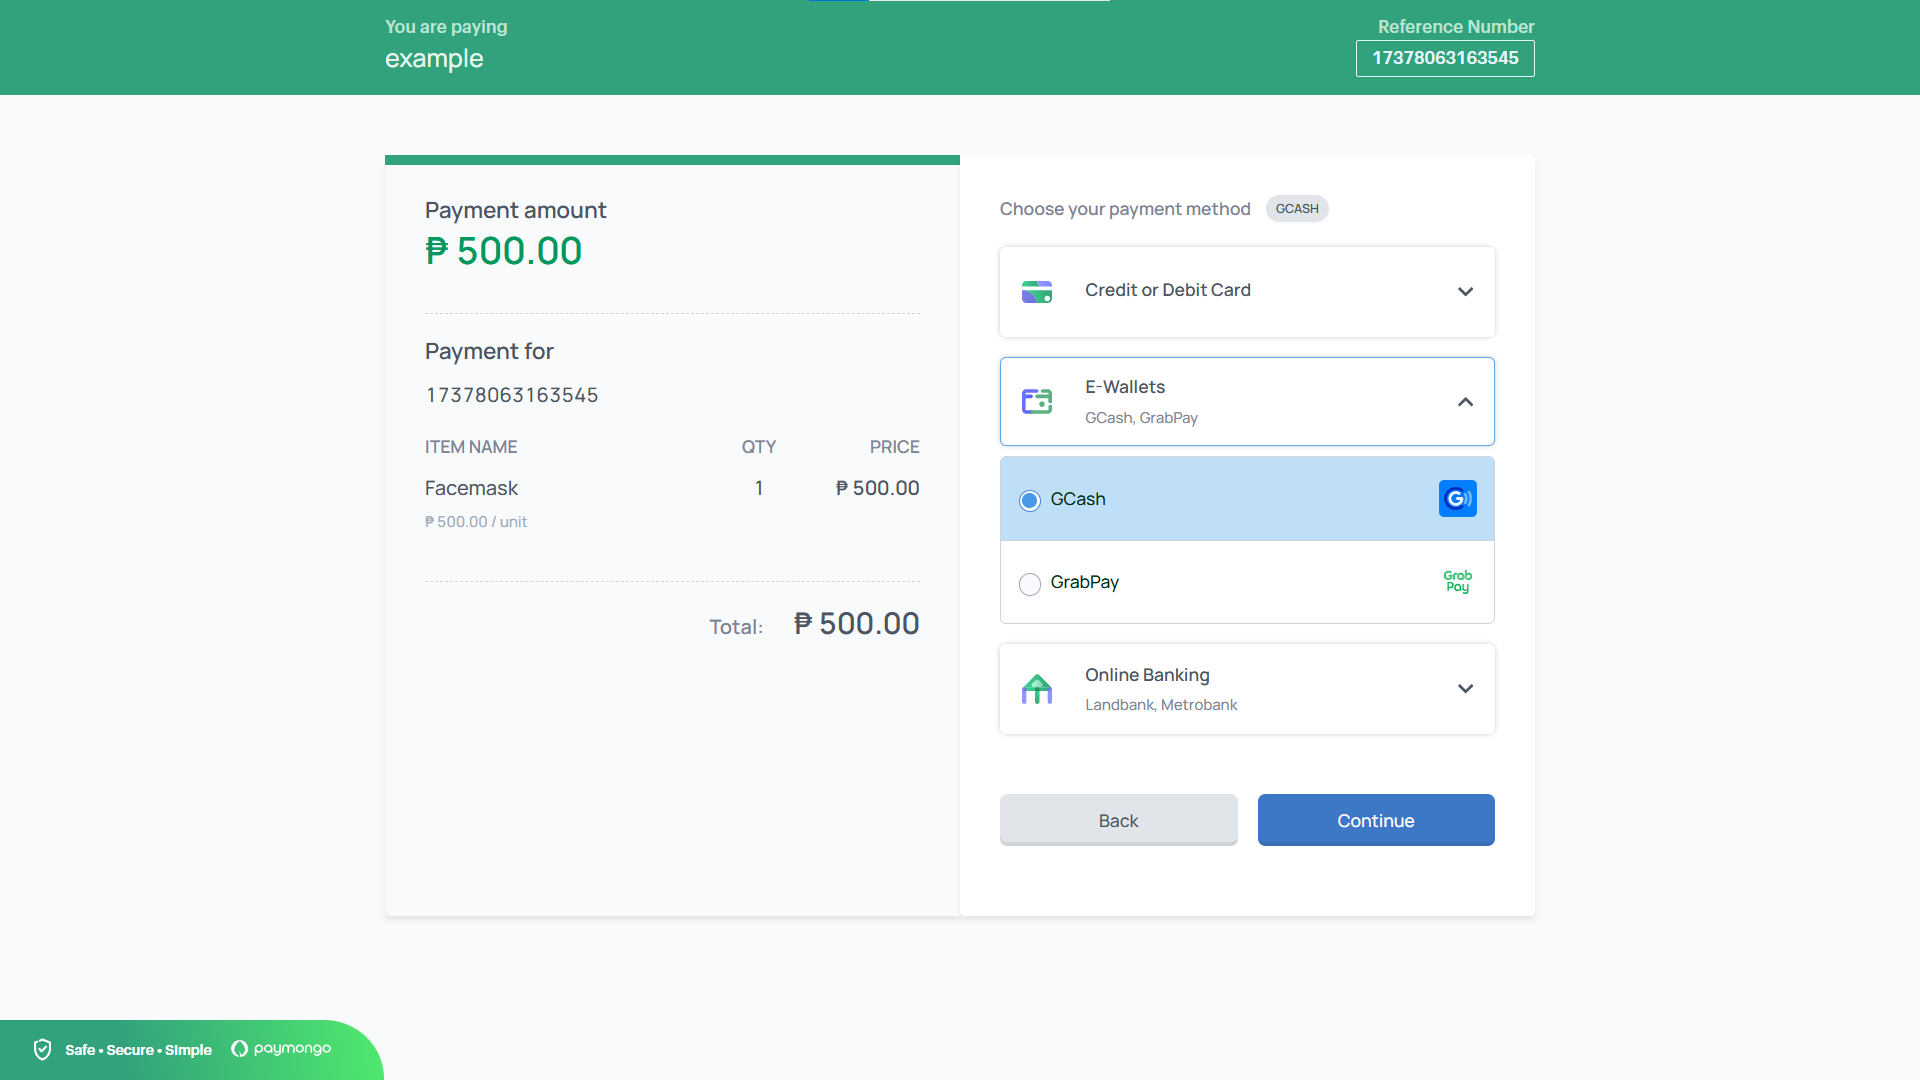 You are paying
example
Reference Number
17378063163545
Payment amount
₱ 500.00
Payment for
17378063163545
ITEM NAME QTY PRICE
Facemask 1 ₱ 500.00
₱ 500.00 / unit
Total: ₱ 500.00
Choose your payment method GCASH
Credit or Debit Card
E-Wallets
GCash, GrabPay
GCash G
GrabPay Grab
Pay
Online Banking
Landbank, Metrobank
Back Continue
Safe • Secure • Simple paymongo